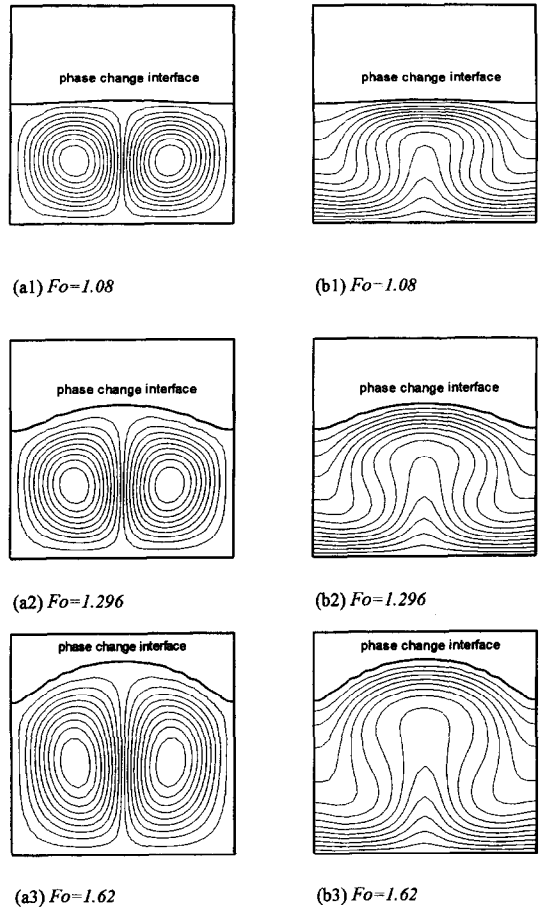 phase change interface
phase change interface
(a1) Fo=1.08
(b1) Fo=1.08
phase change interface
phase change interface
(a2) Fo=1.296
(b2) Fo=1.296
phase change interface
phase change interface
(a3) Fo=1.62
(b3) Fo=1.62